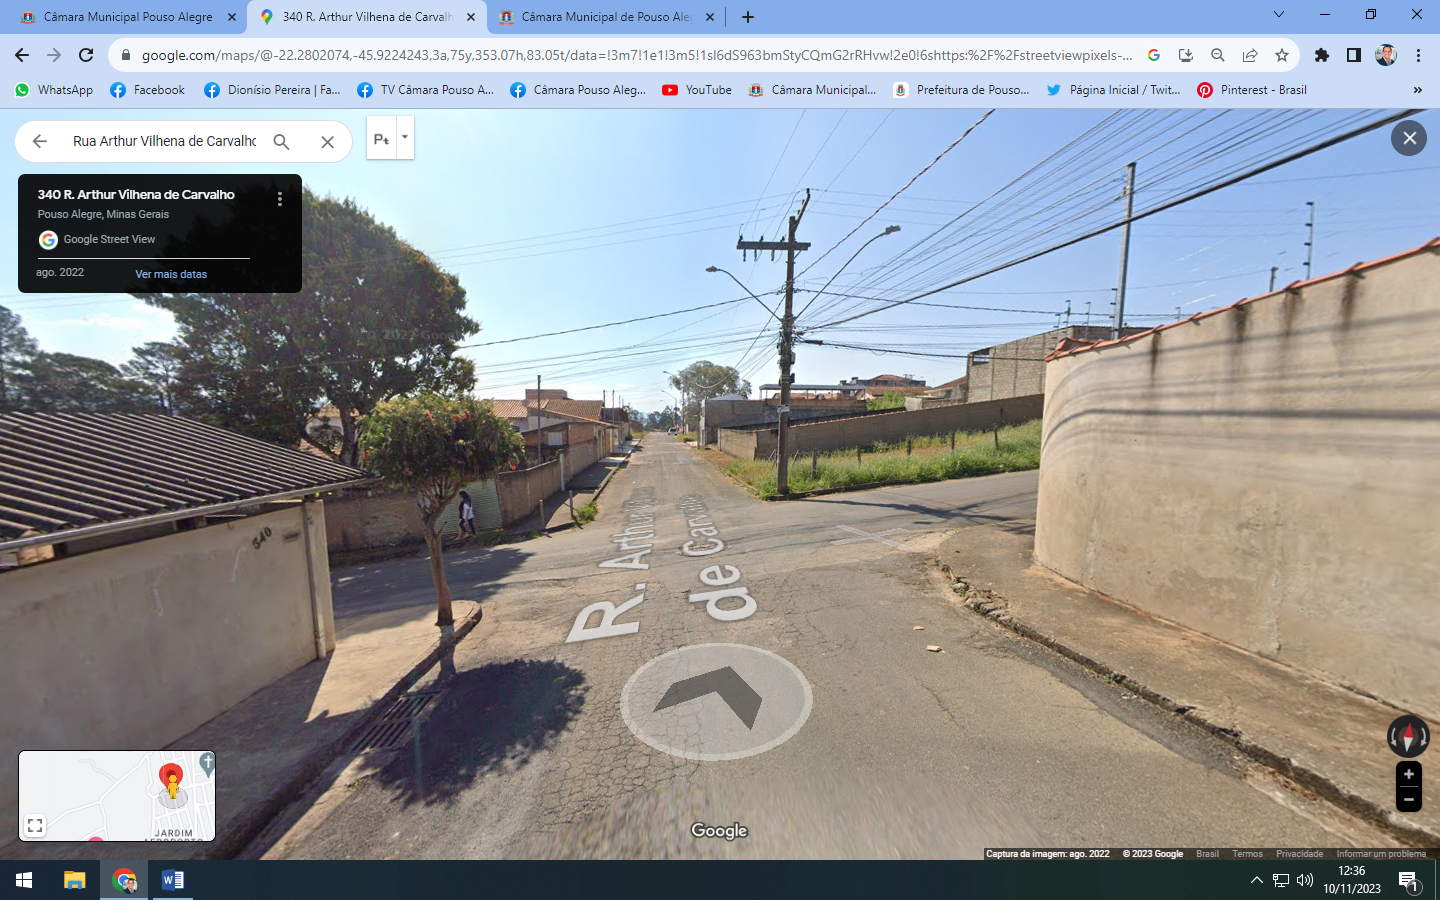 Câmara Municipal Pouso Alegre
340 R. Arthur Vilhena de Carvalh
Câmara Municipal de Pouso Ale
google.com/maps/@-22.2802074,-45.9224243,3a,75y,353.07h,83.05t/data=!3m7!1e1!3m5!1sI6dS963bmStyCQmG2rRHvw!2e0!6shttps:%2F%2Fstreetviewpixels-...
WhatsApp
Facebook
Dionísio Pereira | Fa...
TV Câmara Pouso A...
Câmara Pouso Aleg...
YouTube
Câmara Municipal...
Prefeitura de Pouso...
Página Inicial / Twit...
Pinterest - Brasil
»
Rua Arthur Vilhena de Carvalho
340 R. Arthur Vilhena de Carvalho
Pouso Alegre, Minas Gerais
Google Street View
ago. 2022
Ver mais datas
540
R. Arthur Vilhena
de Carvalho
JARDIM
AEROPORTO
Google
Captura da imagem: ago. 2022
© 2023 Google
Brasil
Termos
Privacidade
Informar um problema
12:36
10/11/2023
1